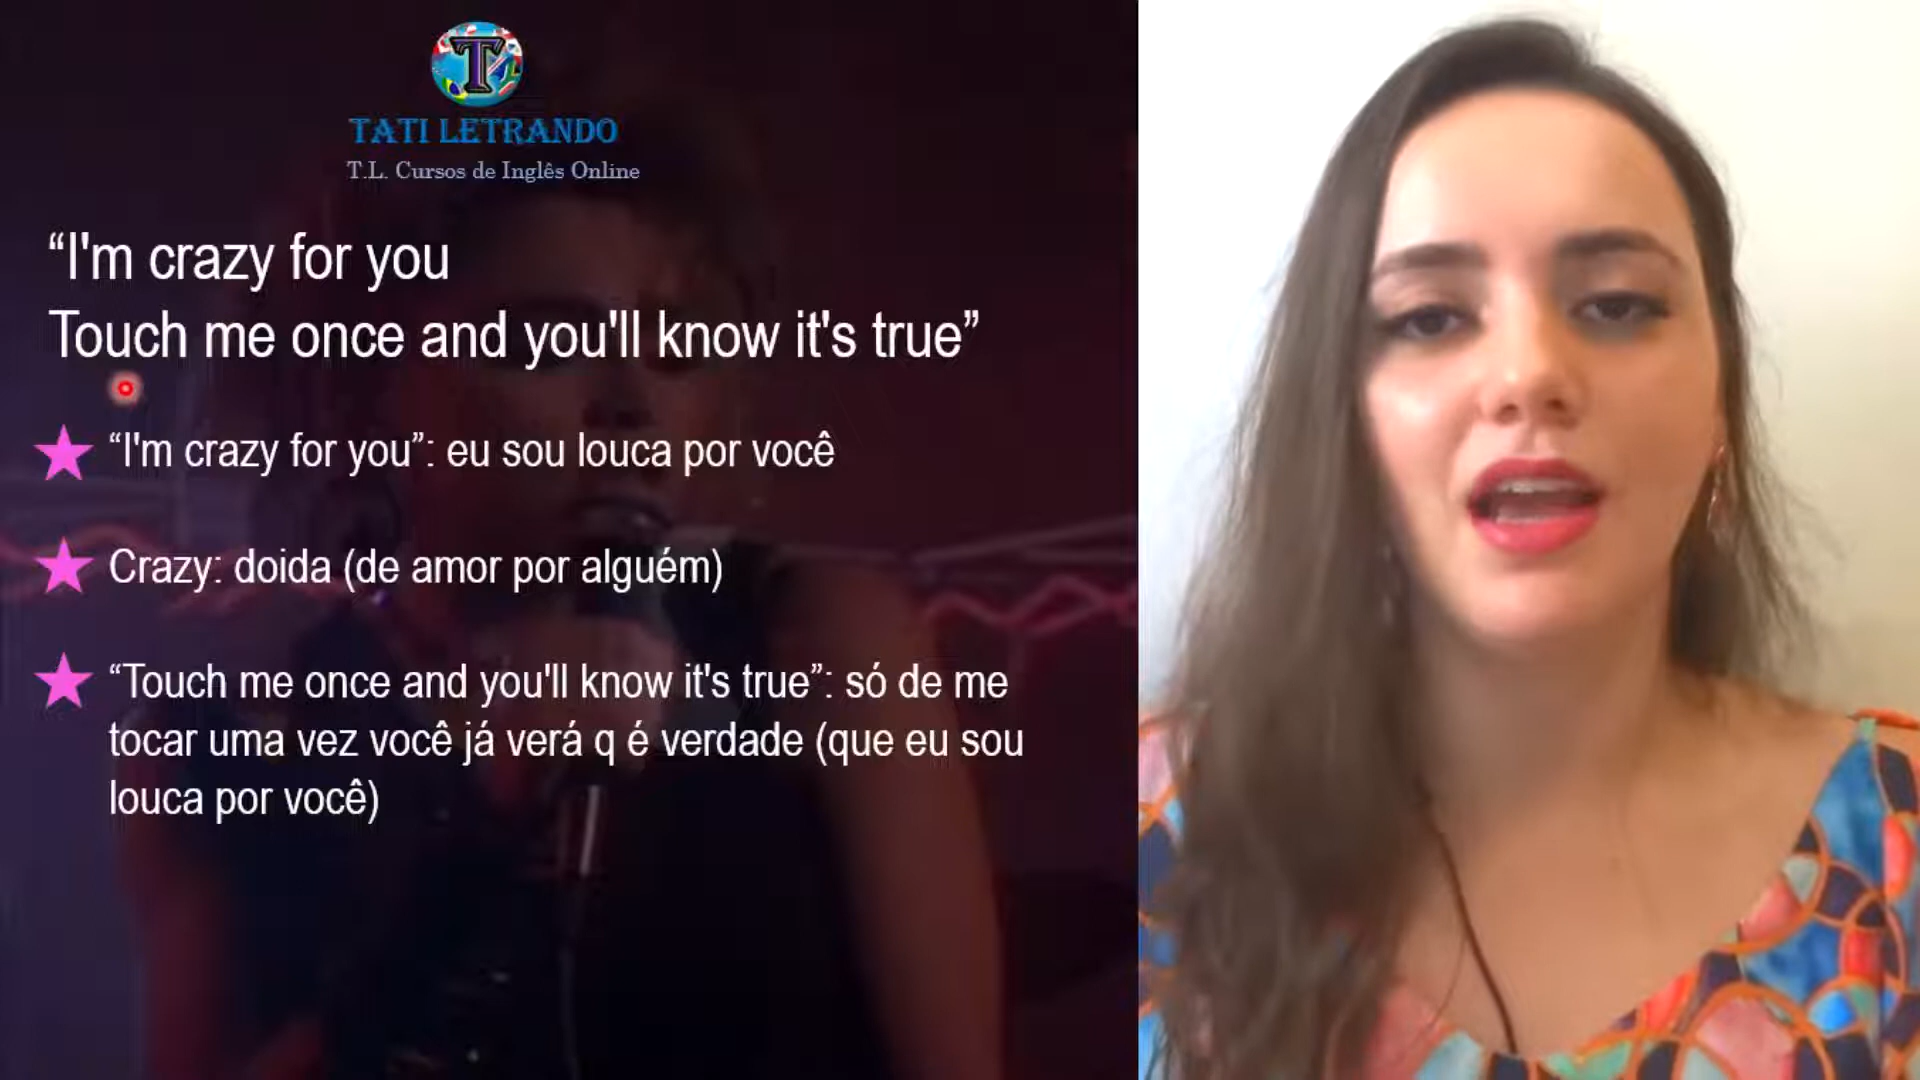 TATI LETRANDO
T.L. Cursos de Inglês Online
“I'm crazy for you
Touch me once and you'll know it's true”
“I'm crazy for you”: eu sou louca por você
Crazy: doida (de amor por alguém)
“Touch me once and you'll know it's true”: só de me
tocar uma vez você já verá q é verdade (que eu sou
louca por você)